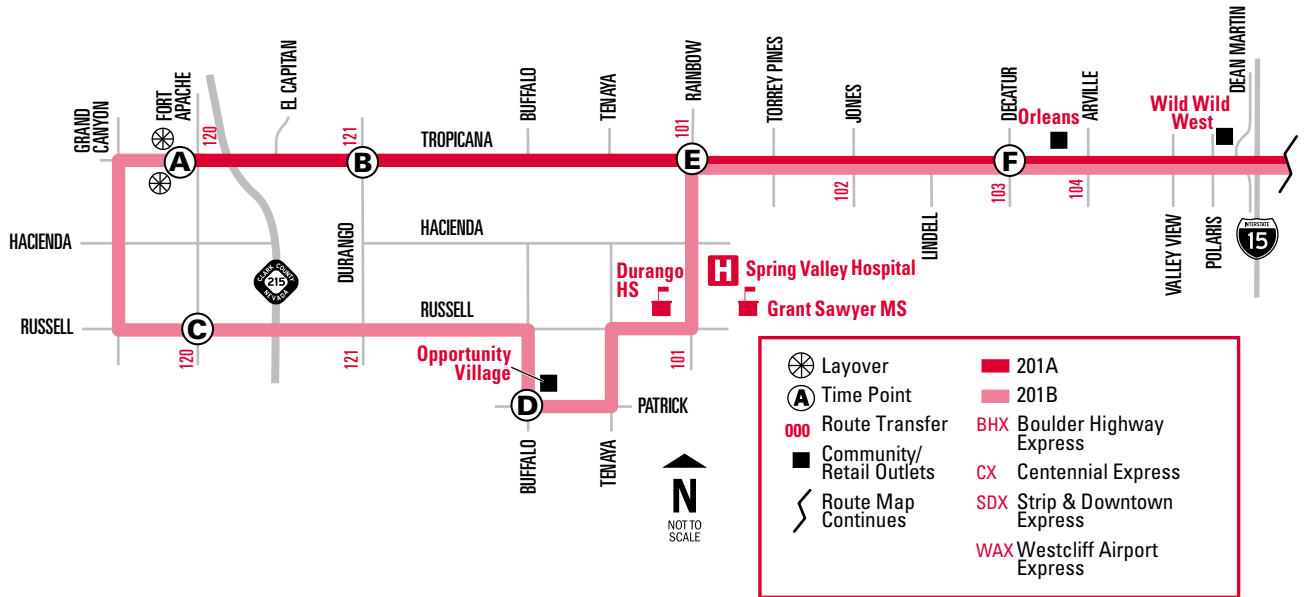 GRAND
CANYON
FORT
APACHE
120
EL CAPITAN
121
BUFFALO
TENAYA
RAINBOW
101
TORREY PINES
JONES
DECATUR
Orleans
ARVILLE
Wild Wild
West
DEAN MARTIN
TROPICANA
A
B
E
F
102
103
104
LINDELL
VALLEY VIEW
POLARIS
INTERSTATE
15
HACIENDA
DURANGO
HACIENDA
CLARK COUNTY
215
NEVADA
Durango
HS
H
Spring Valley Hospital
Grant Sawyer MS
RUSSELL
C
RUSSELL
120
121
101
Opportunity
Village
D
PATRICK
BUFFALO
TENAYA
N
NOT TO
SCALE
Layover
A
Time Point
000
Route Transfer
Community/
Retail Outlets
Route Map
Continues
201A
201B
BHX Boulder Highway
Express
CX Centennial Express
SDX Strip & Downtown
Express
WAX Westcliff Airport
Express